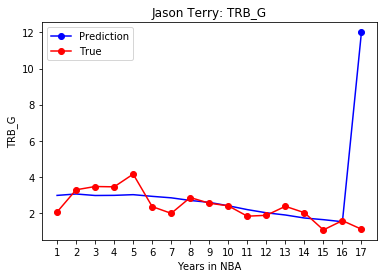 Jason Terry: TRB_G
Prediction
True
12
10
8
6
4
2
TRB_G
1 2 3 4 5 6 7 8 9 10 11 12 13 14 15 16 17
Years in NBA